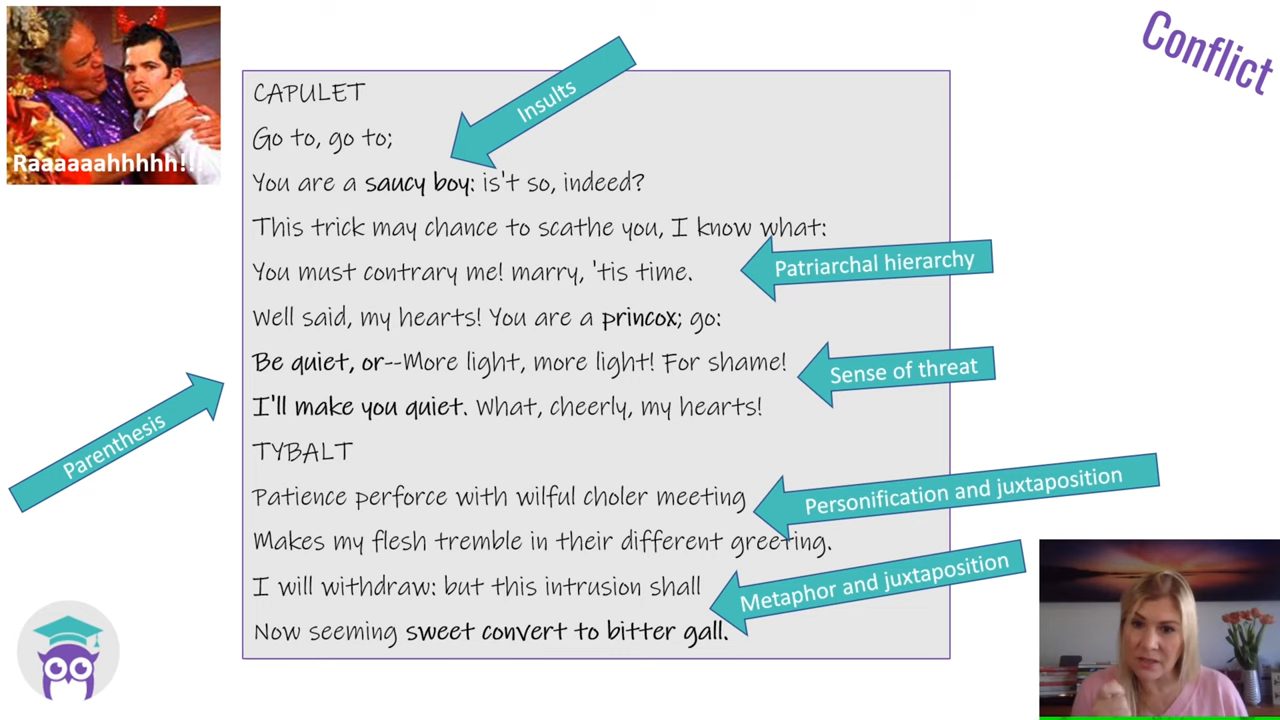 Conflict
Raaaaaahhhhh!!!
CAPULET
Insults
Go to, go to;
You are a saucy boy: is't so, indeed?
This trick may chance to scathe you, I know what:
You must contrary me! marry, 'tis time.
Patriarchal hierarchy
Well said, my hearts! You are a princox; go:
Be quiet, or--More light, more light! For shame!
Sense of threat
I'll make you quiet. What, cheerly, my hearts!
Parenthesis
TYBALT
Patience perforce with wilful choler meeting
Personification and juxtaposition
Makes my flesh tremble in their different greeting.
I will withdraw: but this intrusion shall
Metaphor and juxtaposition
Now seeming sweet convert to bitter gall.